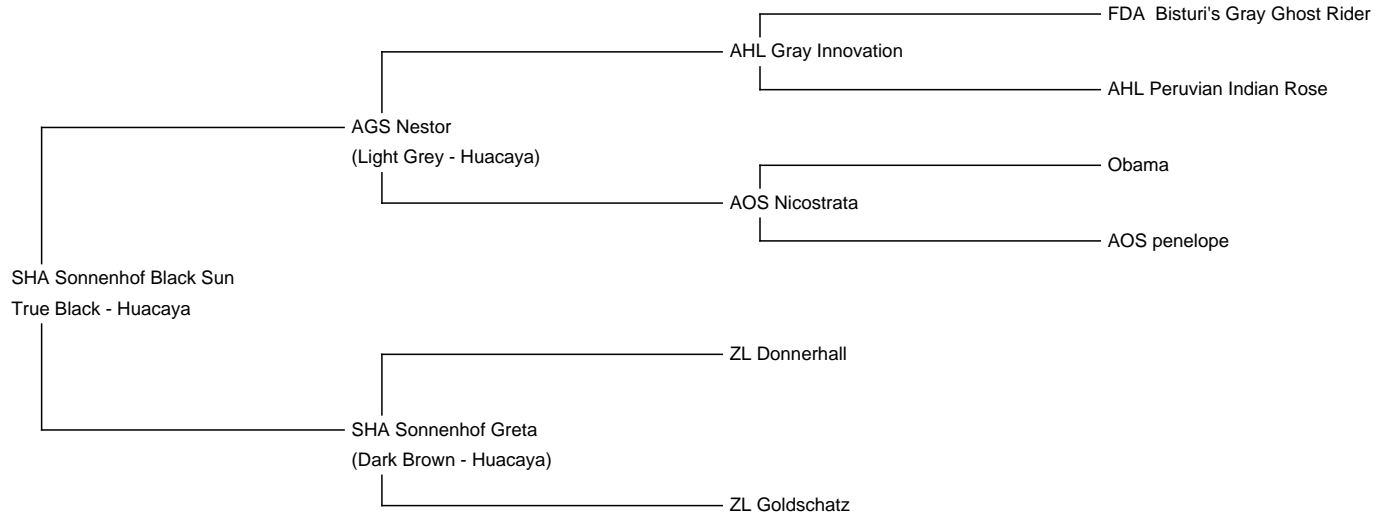 FDA  Bisturi's Gray Ghost Rider
AHL Gray Innovation
AHL Peruvian Indian Rose
AGS Nestor
(Light Grey - Huacaya)
Obama
AOS Nicostrata
AOS penelope
SHA Sonnenhof Black Sun
True Black - Huacaya
ZL Donnerhall
SHA Sonnenhof Greta
(Dark Brown - Huacaya)
ZL Goldschatz